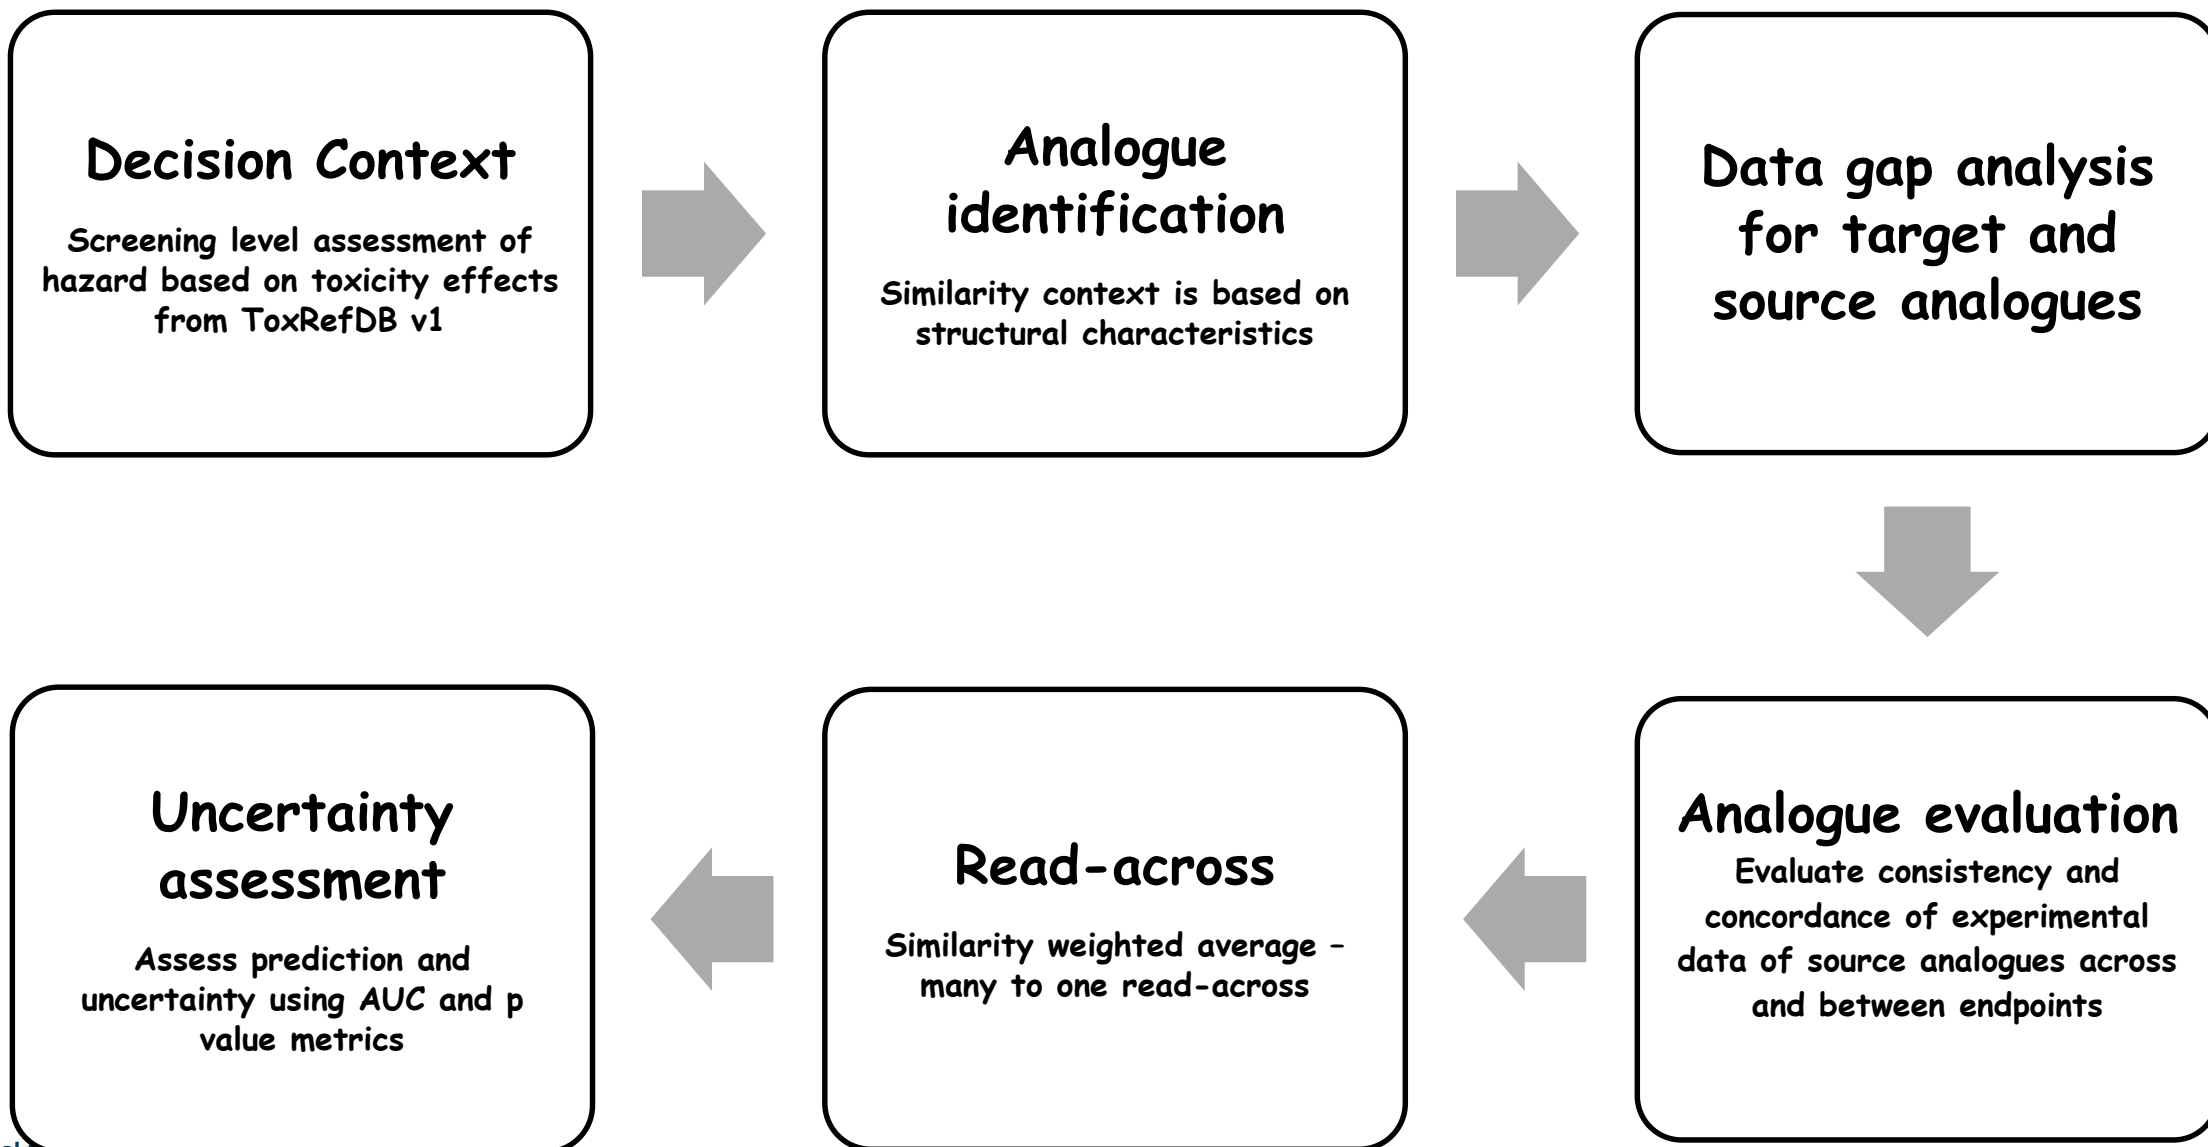 Decision Context
Screening level assessment of
hazard based on toxicity effects
from ToxRefDB v1
Analogue
identification
Similarity context is based on
structural characteristics
Data gap analysis
for target and
source analogues
Analogue evaluation
Evaluate consistency and
concordance of experimental
data of source analogues across
and between endpoints
Read-across
Similarity weighted average –
many to one read-across
Uncertainty
assessment
Assess prediction and
uncertainty using AUC and p
value metrics